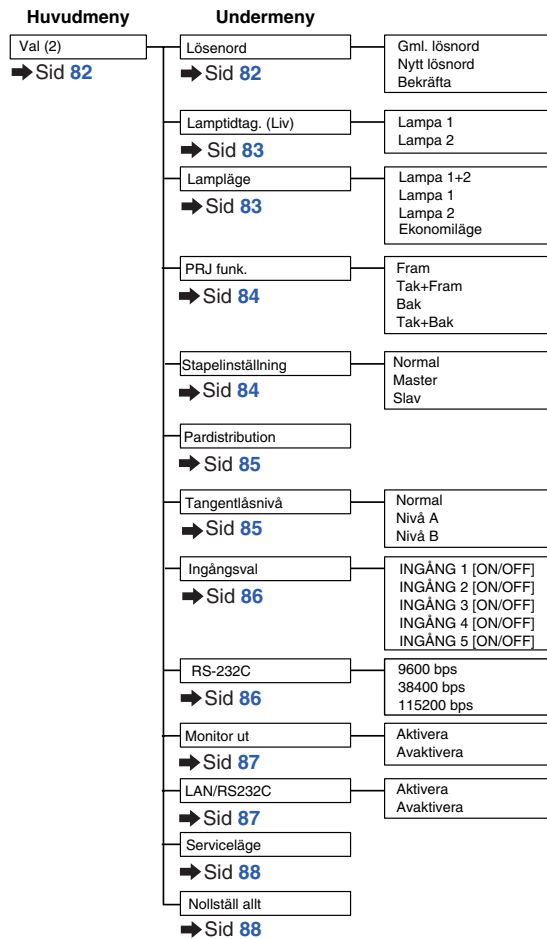 Huvudmeny
Undermeny
Val (2)
➡ Sid 82
Lösenord
➡ Sid 82
Gml. lösnord
Nytt lösnord
Bekräfta
Lamptidtag. (Liv)
➡ Sid 83
Lampa 1
Lampa 2
Lampläge
➡ Sid 83
Lampa 1+2
Lampa 1
Lampa 2
Ekonomiläge
PRJ funk.
➡ Sid 84
Fram
Tak+Fram
Bak
Tak+Bak
Stapelinställning
➡ Sid 84
Normal
Master
Slav
Pardistribution
➡ Sid 85
Tangentlåsnivå
➡ Sid 85
Normal
Nivå A
Nivå B
Ingångsval
➡ Sid 86
INGÅNG 1 [ON/OFF]
INGÅNG 2 [ON/OFF]
INGÅNG 3 [ON/OFF]
INGÅNG 4 [ON/OFF]
INGÅNG 5 [ON/OFF]
RS-232C
➡ Sid 86
9600 bps
38400 bps
115200 bps
Monitor ut
➡ Sid 87
Aktivera
Avaktivera
LAN/RS232C
➡ Sid 87
Aktivera
Avaktivera
Serviceläge
➡ Sid 88
Nollställ allt
➡ Sid 88